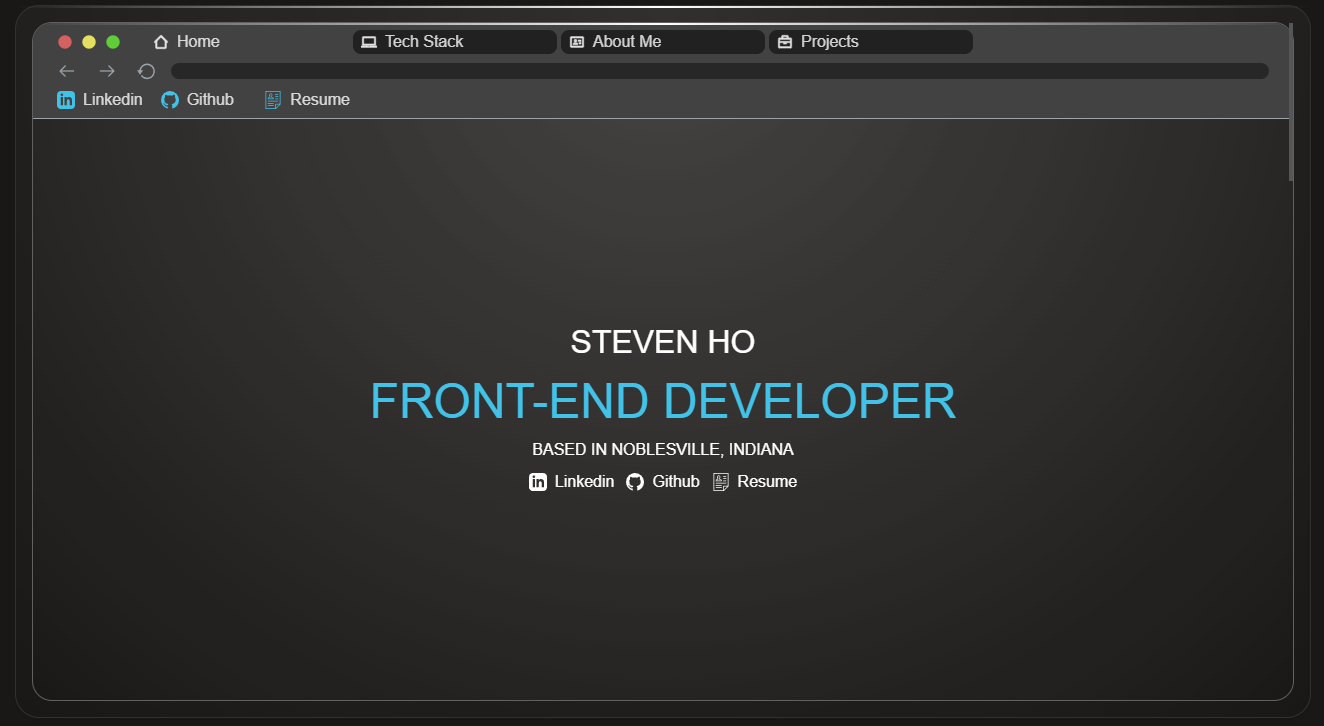 Home Tech Stack About Me Projects
Linkedin Github Resume
STEVEN HO
FRONT-END DEVELOPER
BASED IN NOBLESVILLE, INDIANA
Linkedin Github Resume